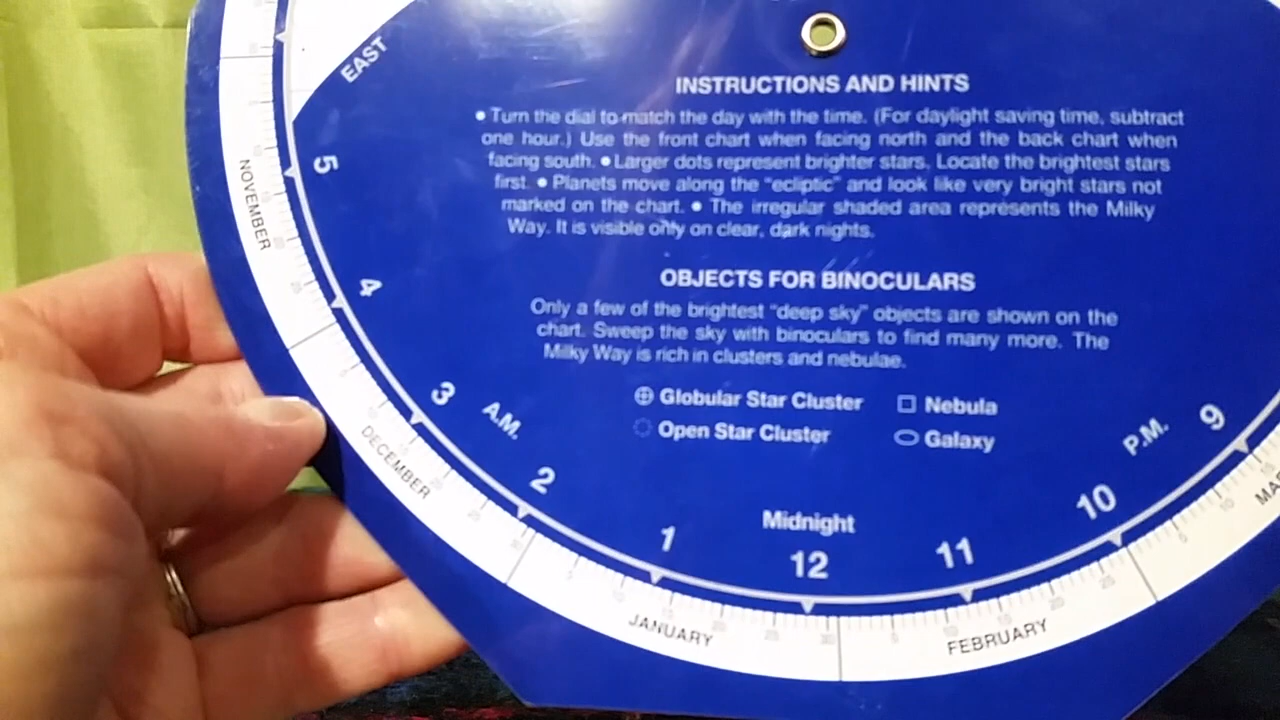 EAST
INSTRUCTIONS AND HINTS
• Turn the dial to match the day with the time. (For daylight saving time, subtract
one hour.) Use the front chart when facing north and the back chart when
facing south. • Larger dots represent brighter stars. Locate the brightest stars
first. • Planets move along the "ecliptic" and look like very bright stars not
marked on the chart. • The irregular shaded area represents the Milky
Way. It is visible only on clear, dark nights.
OBJECTS FOR BINOCULARS
Only a few of the brightest "deep sky" objects are shown on the
chart. Sweep the sky with binoculars to find many more. The
Milky Way is rich in clusters and nebulae.
Globular Star Cluster
Nebula
Open Star Cluster
Galaxy
5
4
3
A.M.
2
1
Midnight
12
11
10
P.M.
9
NOVEMBER
DECEMBER
JANUARY
FEBRUARY